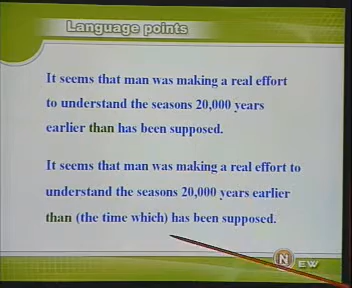 Language points
It seems that man was making a real effort
to understand the seasons 20,000 years
earlier than has been supposed.
It seems that man was making a real effort to
understand the seasons 20,000 years earlier
than (the time which) has been supposed.
NEW